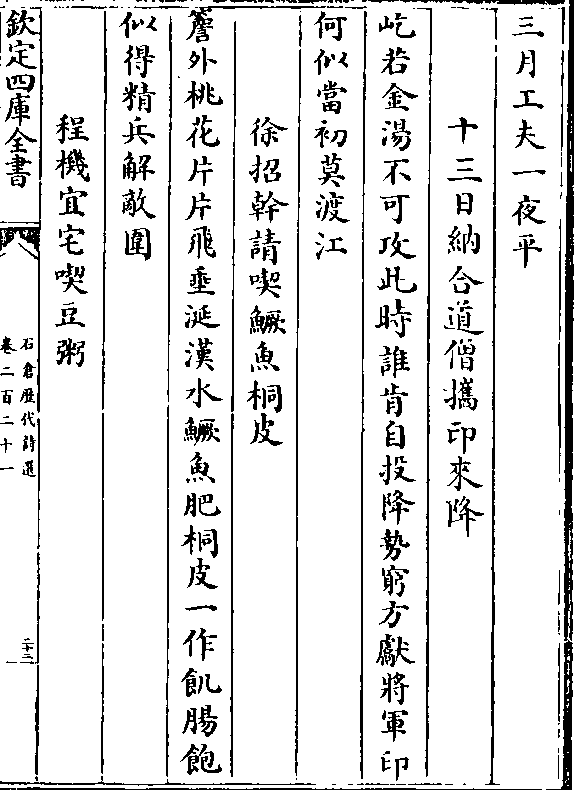 三月工夫一夜平
十三日納合道僧攜印來降
屹若金湯不可攻此時誰肯自投降勢窮方獻將軍印
何似當初莫渡江
徐招幹請喫鱖魚桐皮
簷外桃花片片飛垂涎漢水鱖魚肥桐皮一作飢腸飽
似得精兵解敵圍
程機宜宅喫豆粥
欽定四庫全書
石倉歷代詩選
卷二百二十一
二十二